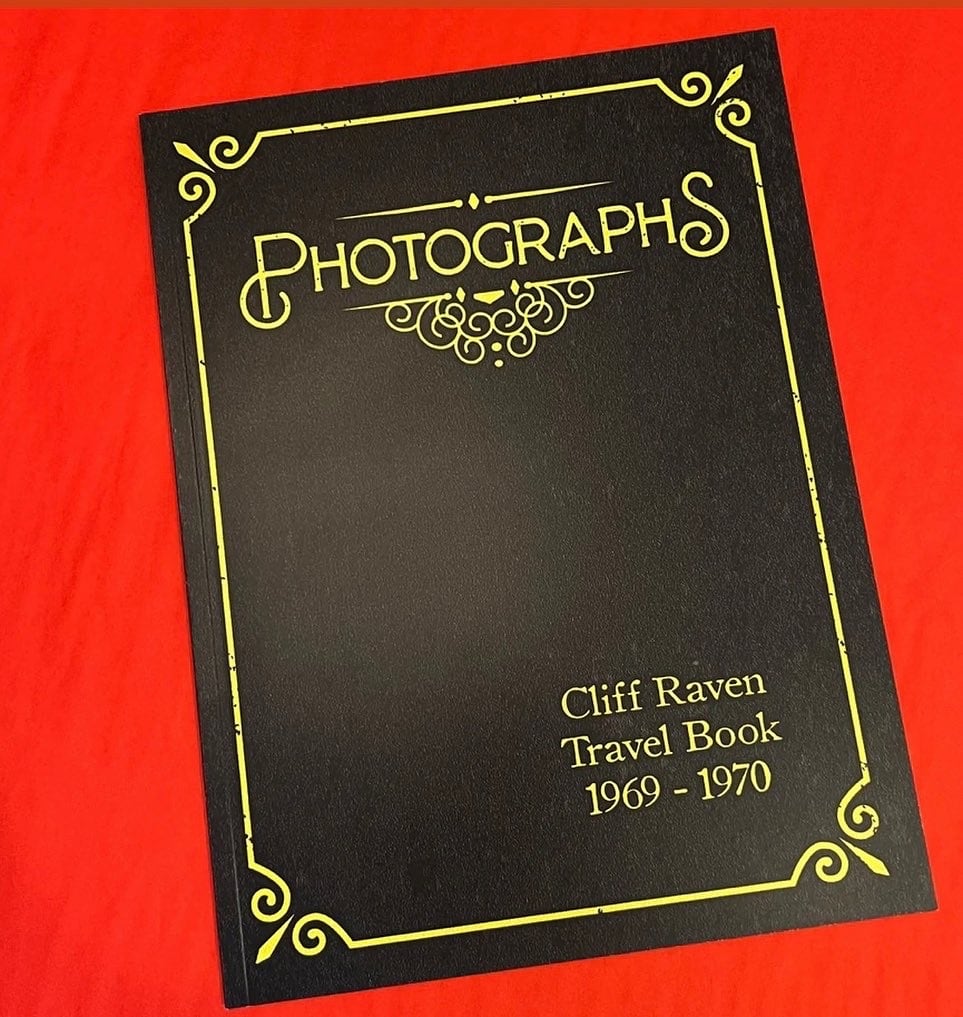 PHOTOGRAPHS
Cliff Raven
Travel Book
1969 - 1970